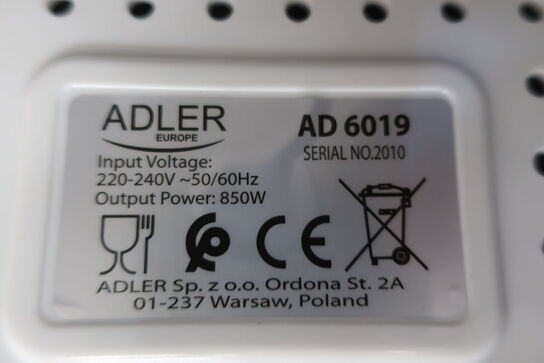 ADLER
EUROPE
AD 6019
SERIAL NO.2010
Input Voltage:
220-240V ~50/60Hz
Output Power: 850W
CE
ADLER Sp. z o.o. Ordona St. 2A
01-237 Warsaw, Poland